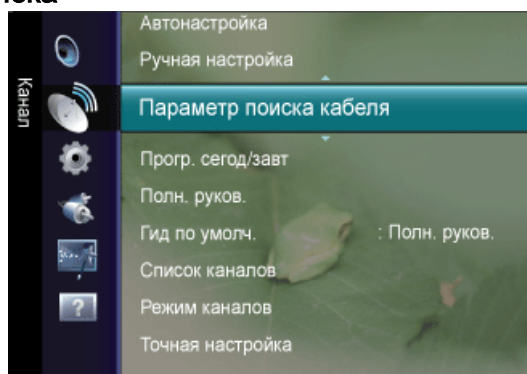 Канал
Автонастройка
Ручная настройка
Параметр поиска кабеля
Прогр. сегод/завт
Полн. руков.
Гид по умолч. : Полн. руков.
Список каналов
Режим каналов
Точная настройка
?